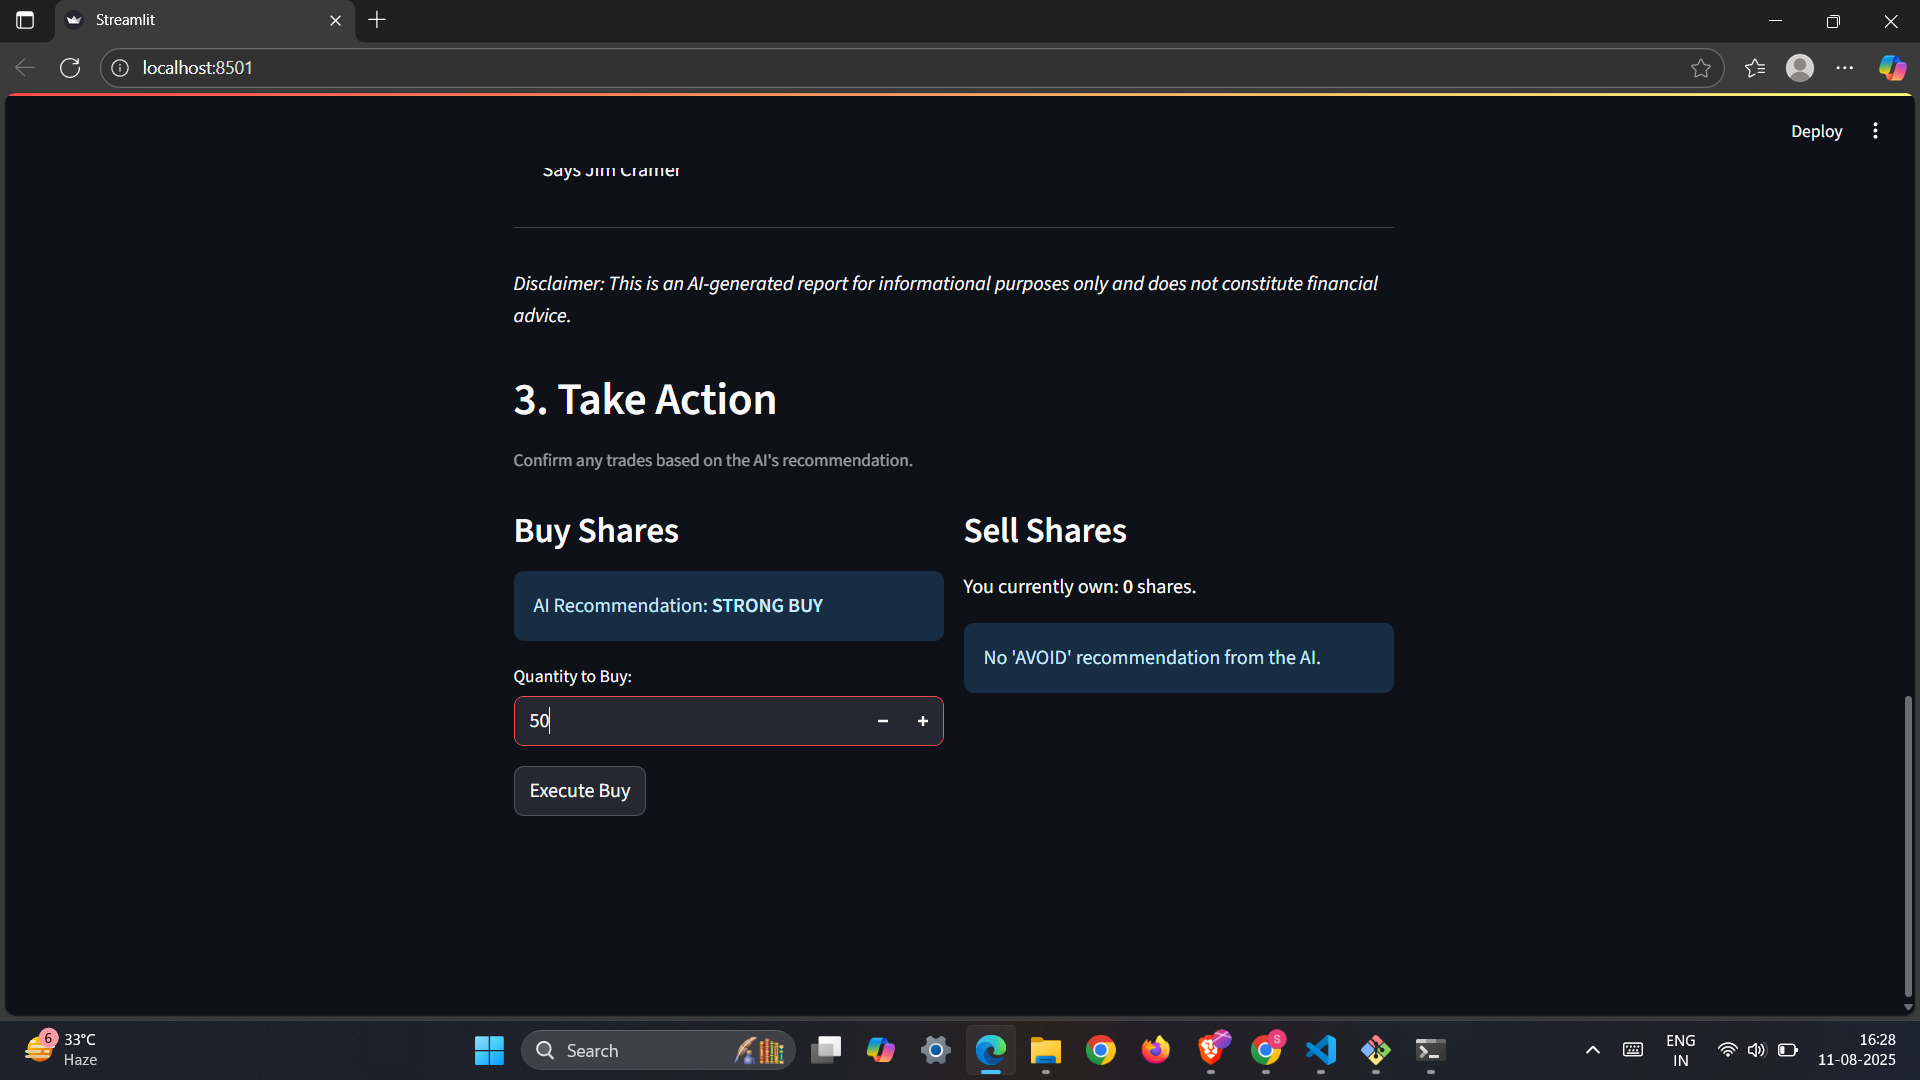 Streamlit
localhost:8501
Deploy
Says Jim Cramer
Disclaimer: This is an AI-generated report for informational purposes only and does not constitute financial
advice.
3. Take Action
Confirm any trades based on the AI's recommendation.
Buy Shares
AI Recommendation: STRONG BUY
Quantity to Buy:
50
Execute Buy
Sell Shares
You currently own: 0 shares.
No 'AVOID' recommendation from the AI.
6
33°C
Haze
Search
S
ENG
IN
16:28
11-08-2025